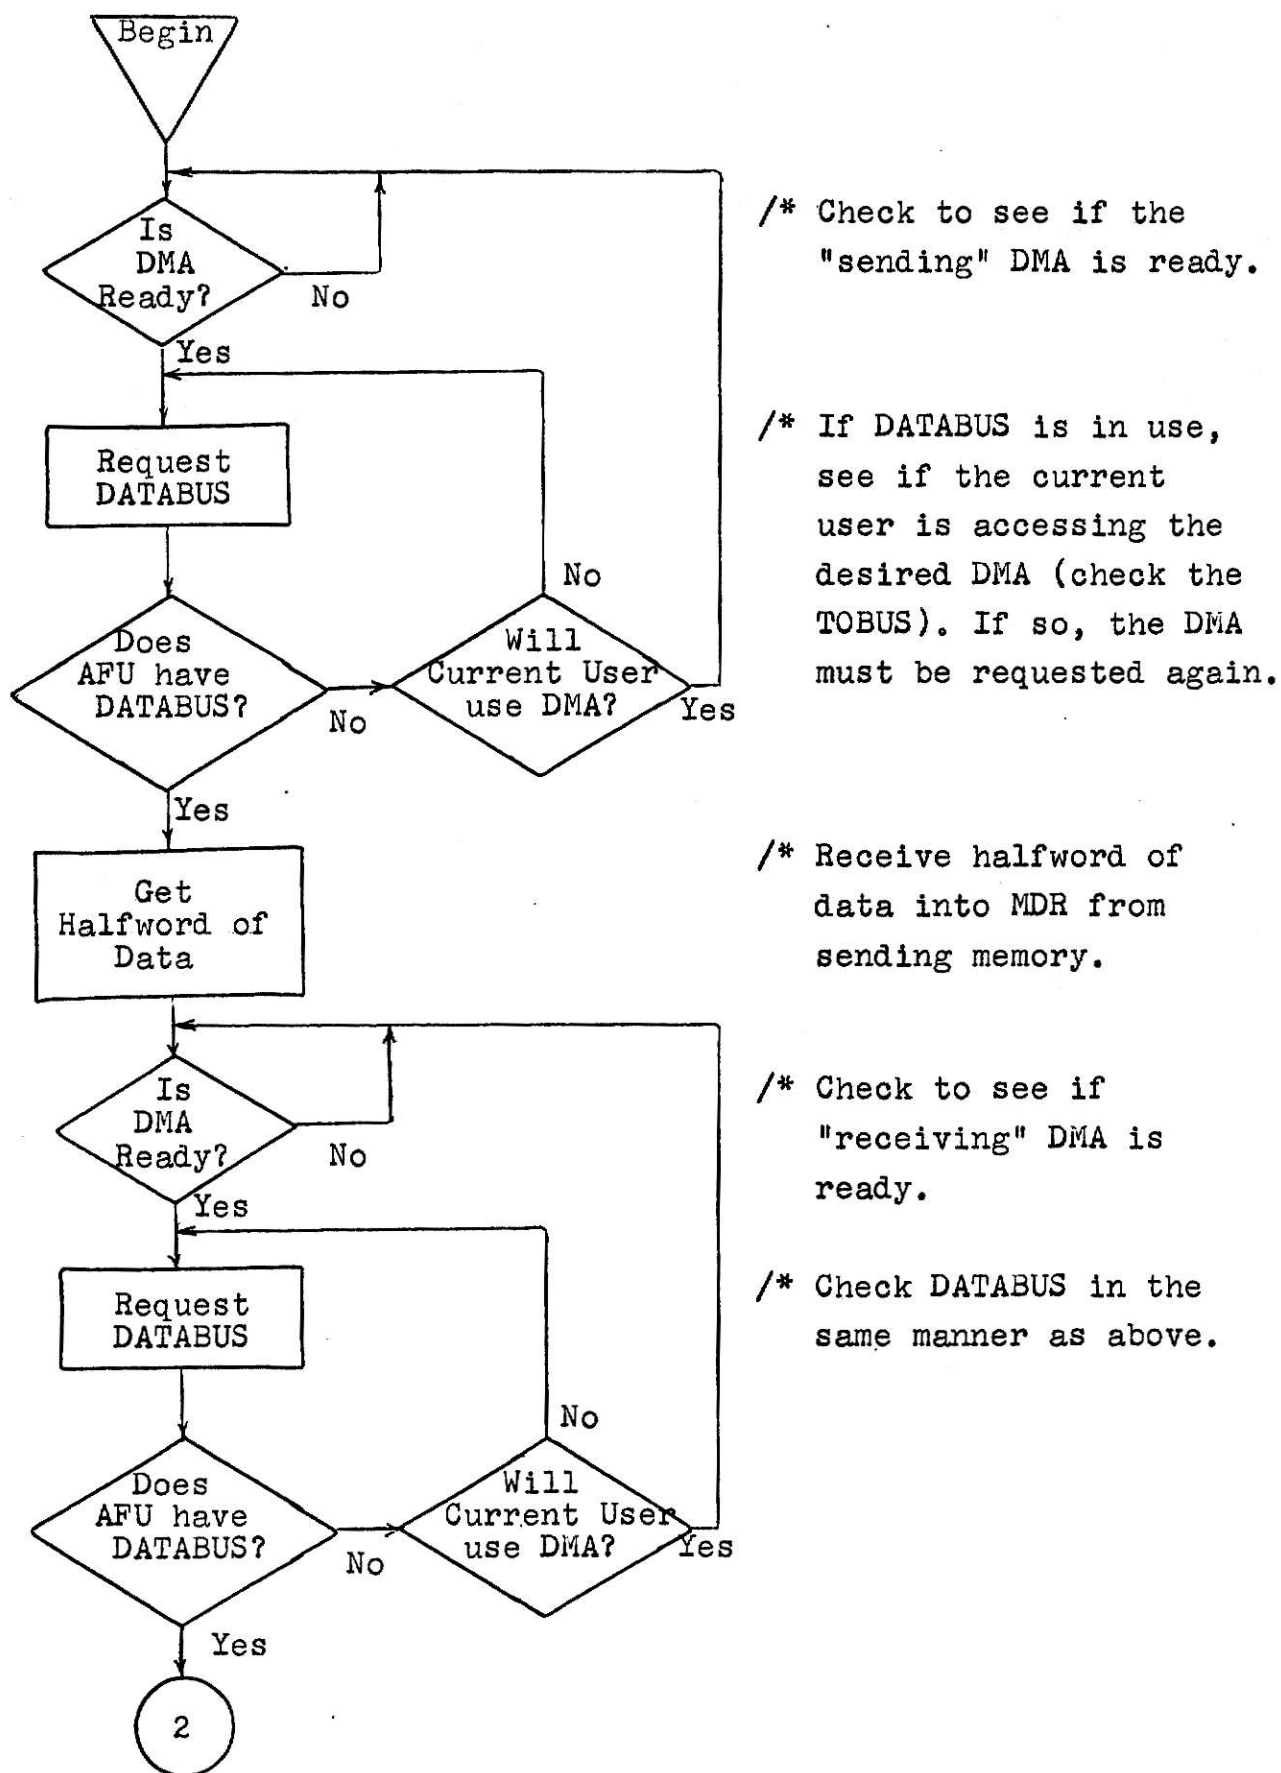 Begin
Is
DMA
Ready?
No
Yes
/* Check to see if the
"sending" DMA is ready.
Request
DATABUS
/* If DATABUS is in use,
see if the current
user is accessing the
desired DMA (check the
TOBUS). If so, the DMA
must be requested again.
Does
AFU have
DATABUS?
No
Will
Current User
use DMA?
No
Yes
Yes
Get
Halfword of
Data
/* Receive halfword of
data into MDR from
sending memory.
Is
DMA
Ready?
No
Yes
/* Check to see if
"receiving" DMA is
ready.
Request
DATABUS
/* Check DATABUS in the
same manner as above.
Does
AFU have
DATABUS?
No
Will
Current User
use DMA?
No
Yes
Yes
2